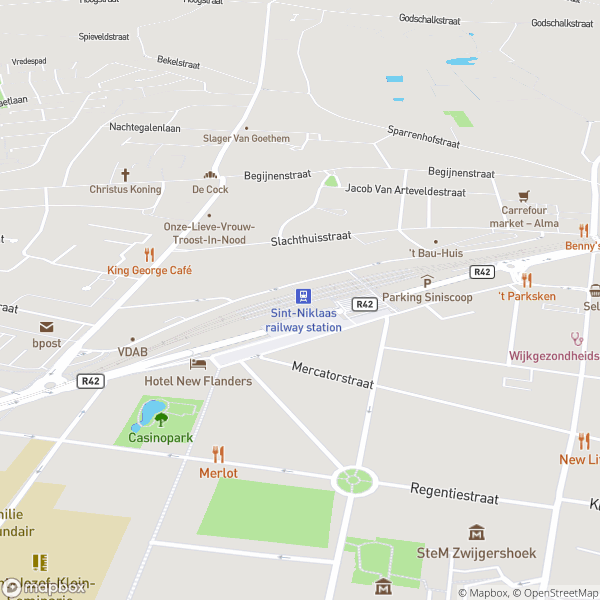 Hoogstraat
Hoogstraat
Godschalkstraat
Godschalkstraat
Spieveldstraat
Vredespad
Bekelstraat
Nachtegalenlaan
Slager Van Goethem
Sparrenhofstraat
Begijnenstraat
Begijnenstraat
Christus Koning
De Cock
Jacob Van Arteveldestraat
Carrefour
market – Alma
Onze-Lieve-Vrouw-
Troost-In-Nood
Slachthuisstraat
't Bau-Huis
Benny's
King George Café
R42
Parking Siniscoop
't Parksken
Sint-Niklaas
railway station
R42
bpost
VDAB
Wijkgezondheids
R42
Hotel New Flanders
Mercatorstraat
Casinopark
Merlot
New Li
Regentiestraat
SteM Zwijgershoek
mapbox
© Mapbox, © OpenStreetMap